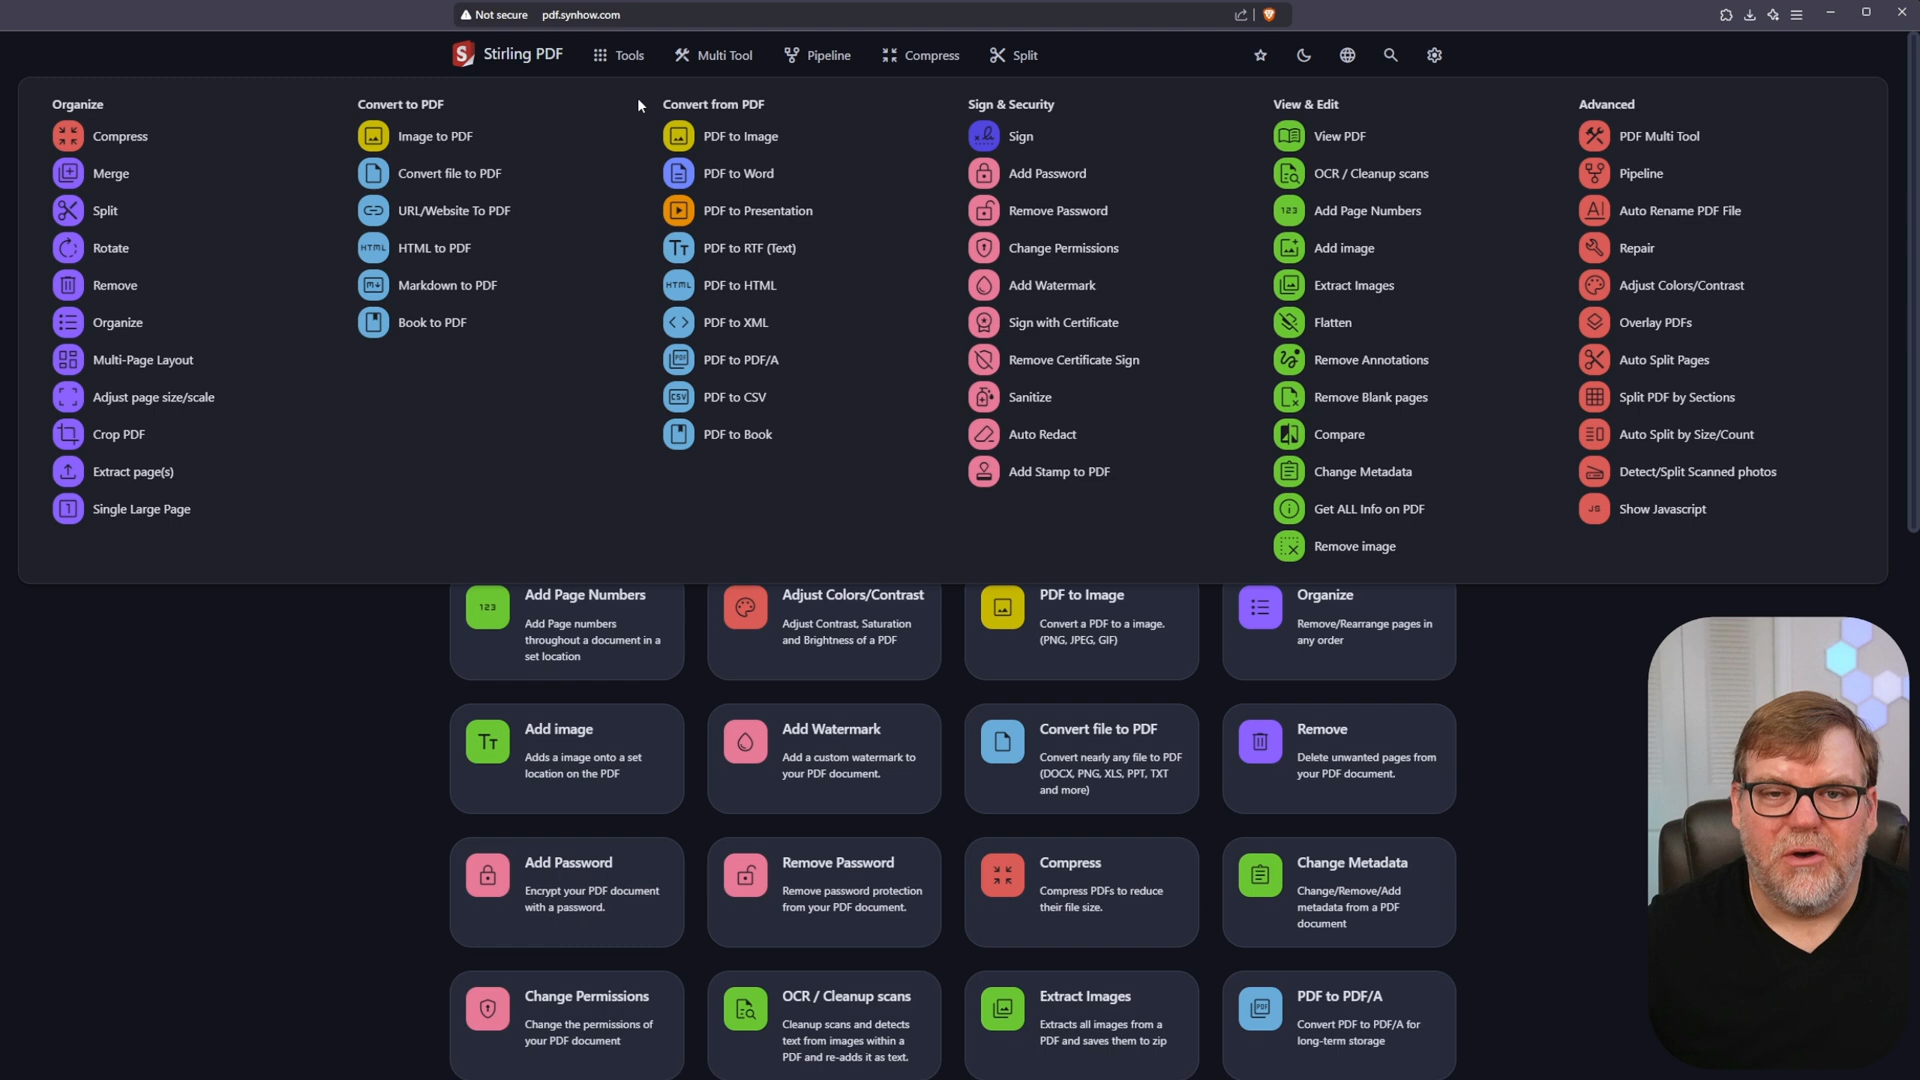 Not secure pdf.synhow.com
Stirling PDF Tools Multi Tool Pipeline Compress Split
Organize
Compress
Merge
Split
Rotate
Remove
Organize
Multi-Page Layout
Adjust page size/scale
Crop PDF
Extract page(s)
Single Large Page
Convert to PDF
Image to PDF
Convert file to PDF
URL/Website To PDF
HTML HTML to PDF
Markdown to PDF
Book to PDF
Convert from PDF
PDF to Image
PDF to Word
PDF to Presentation
PDF to RTF (Text)
HTML PDF to HTML
PDF to XML
PDF PDF to PDF/A
CSV PDF to CSV
PDF to Book
Sign & Security
Sign
Add Password
Remove Password
Change Permissions
Add Watermark
Sign with Certificate
Remove Certificate Sign
Sanitize
Auto Redact
Add Stamp to PDF
View & Edit
View PDF
OCR / Cleanup scans
123 Add Page Numbers
Add image
Extract Images
Flatten
Remove Annotations
Remove Blank pages
Compare
Change Metadata
Get ALL Info on PDF
Remove image
Advanced
PDF Multi Tool
Pipeline
Auto Rename PDF File
Repair
Adjust Colors/Contrast
Overlay PDFs
Auto Split Pages
Split PDF by Sections
Auto Split by Size/Count
Detect/Split Scanned photos
JS Show Javascript
123
Add Page Numbers
Add Page numbers
throughout a document in a
set location
Adjust Colors/Contrast
Adjust Contrast, Saturation
and Brightness of a PDF
PDF to Image
Convert a PDF to a image.
(PNG, JPEG, GIF)
Organize
Remove/Rearrange pages in
any order
Tт
Add image
Adds a image onto a set
location on the PDF
Add Watermark
Add a custom watermark to
your PDF document.
Convert file to PDF
Convert nearly any file to PDF
(DOCX, PNG, XLS, PPT, TXT
and more)
Remove
Delete unwanted pages from
your PDF document.
Add Password
Encrypt your PDF document
with a password.
Remove Password
Remove password protection
from your PDF document.
Compress
Compress PDFs to reduce
their file size.
Change Metadata
Change/Remove/Add
metadata from a PDF
document
Change Permissions
Change the permissions of
your PDF document
OCR / Cleanup scans
Cleanup scans and detects
text from images within a
PDF and re-adds it as text.
Extract Images
Extracts all images from a
PDF and saves them to zip
PDF
PDF to PDF/A
Convert PDF to PDF/A for
long-term storage